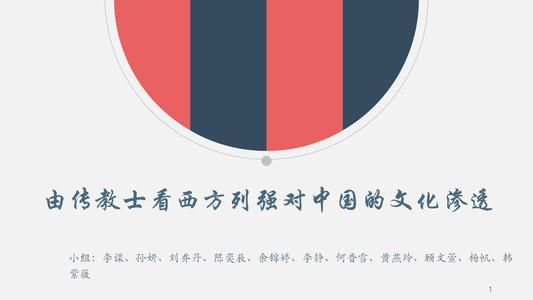 由传教士看西方列强对中国的文化渗透
小组：李谋、孙妍、刘乔丹、陈奕辰、余锦婷、李静、何香雪、黄燕玲、顾文萱、杨帆、韩
紫薇
1